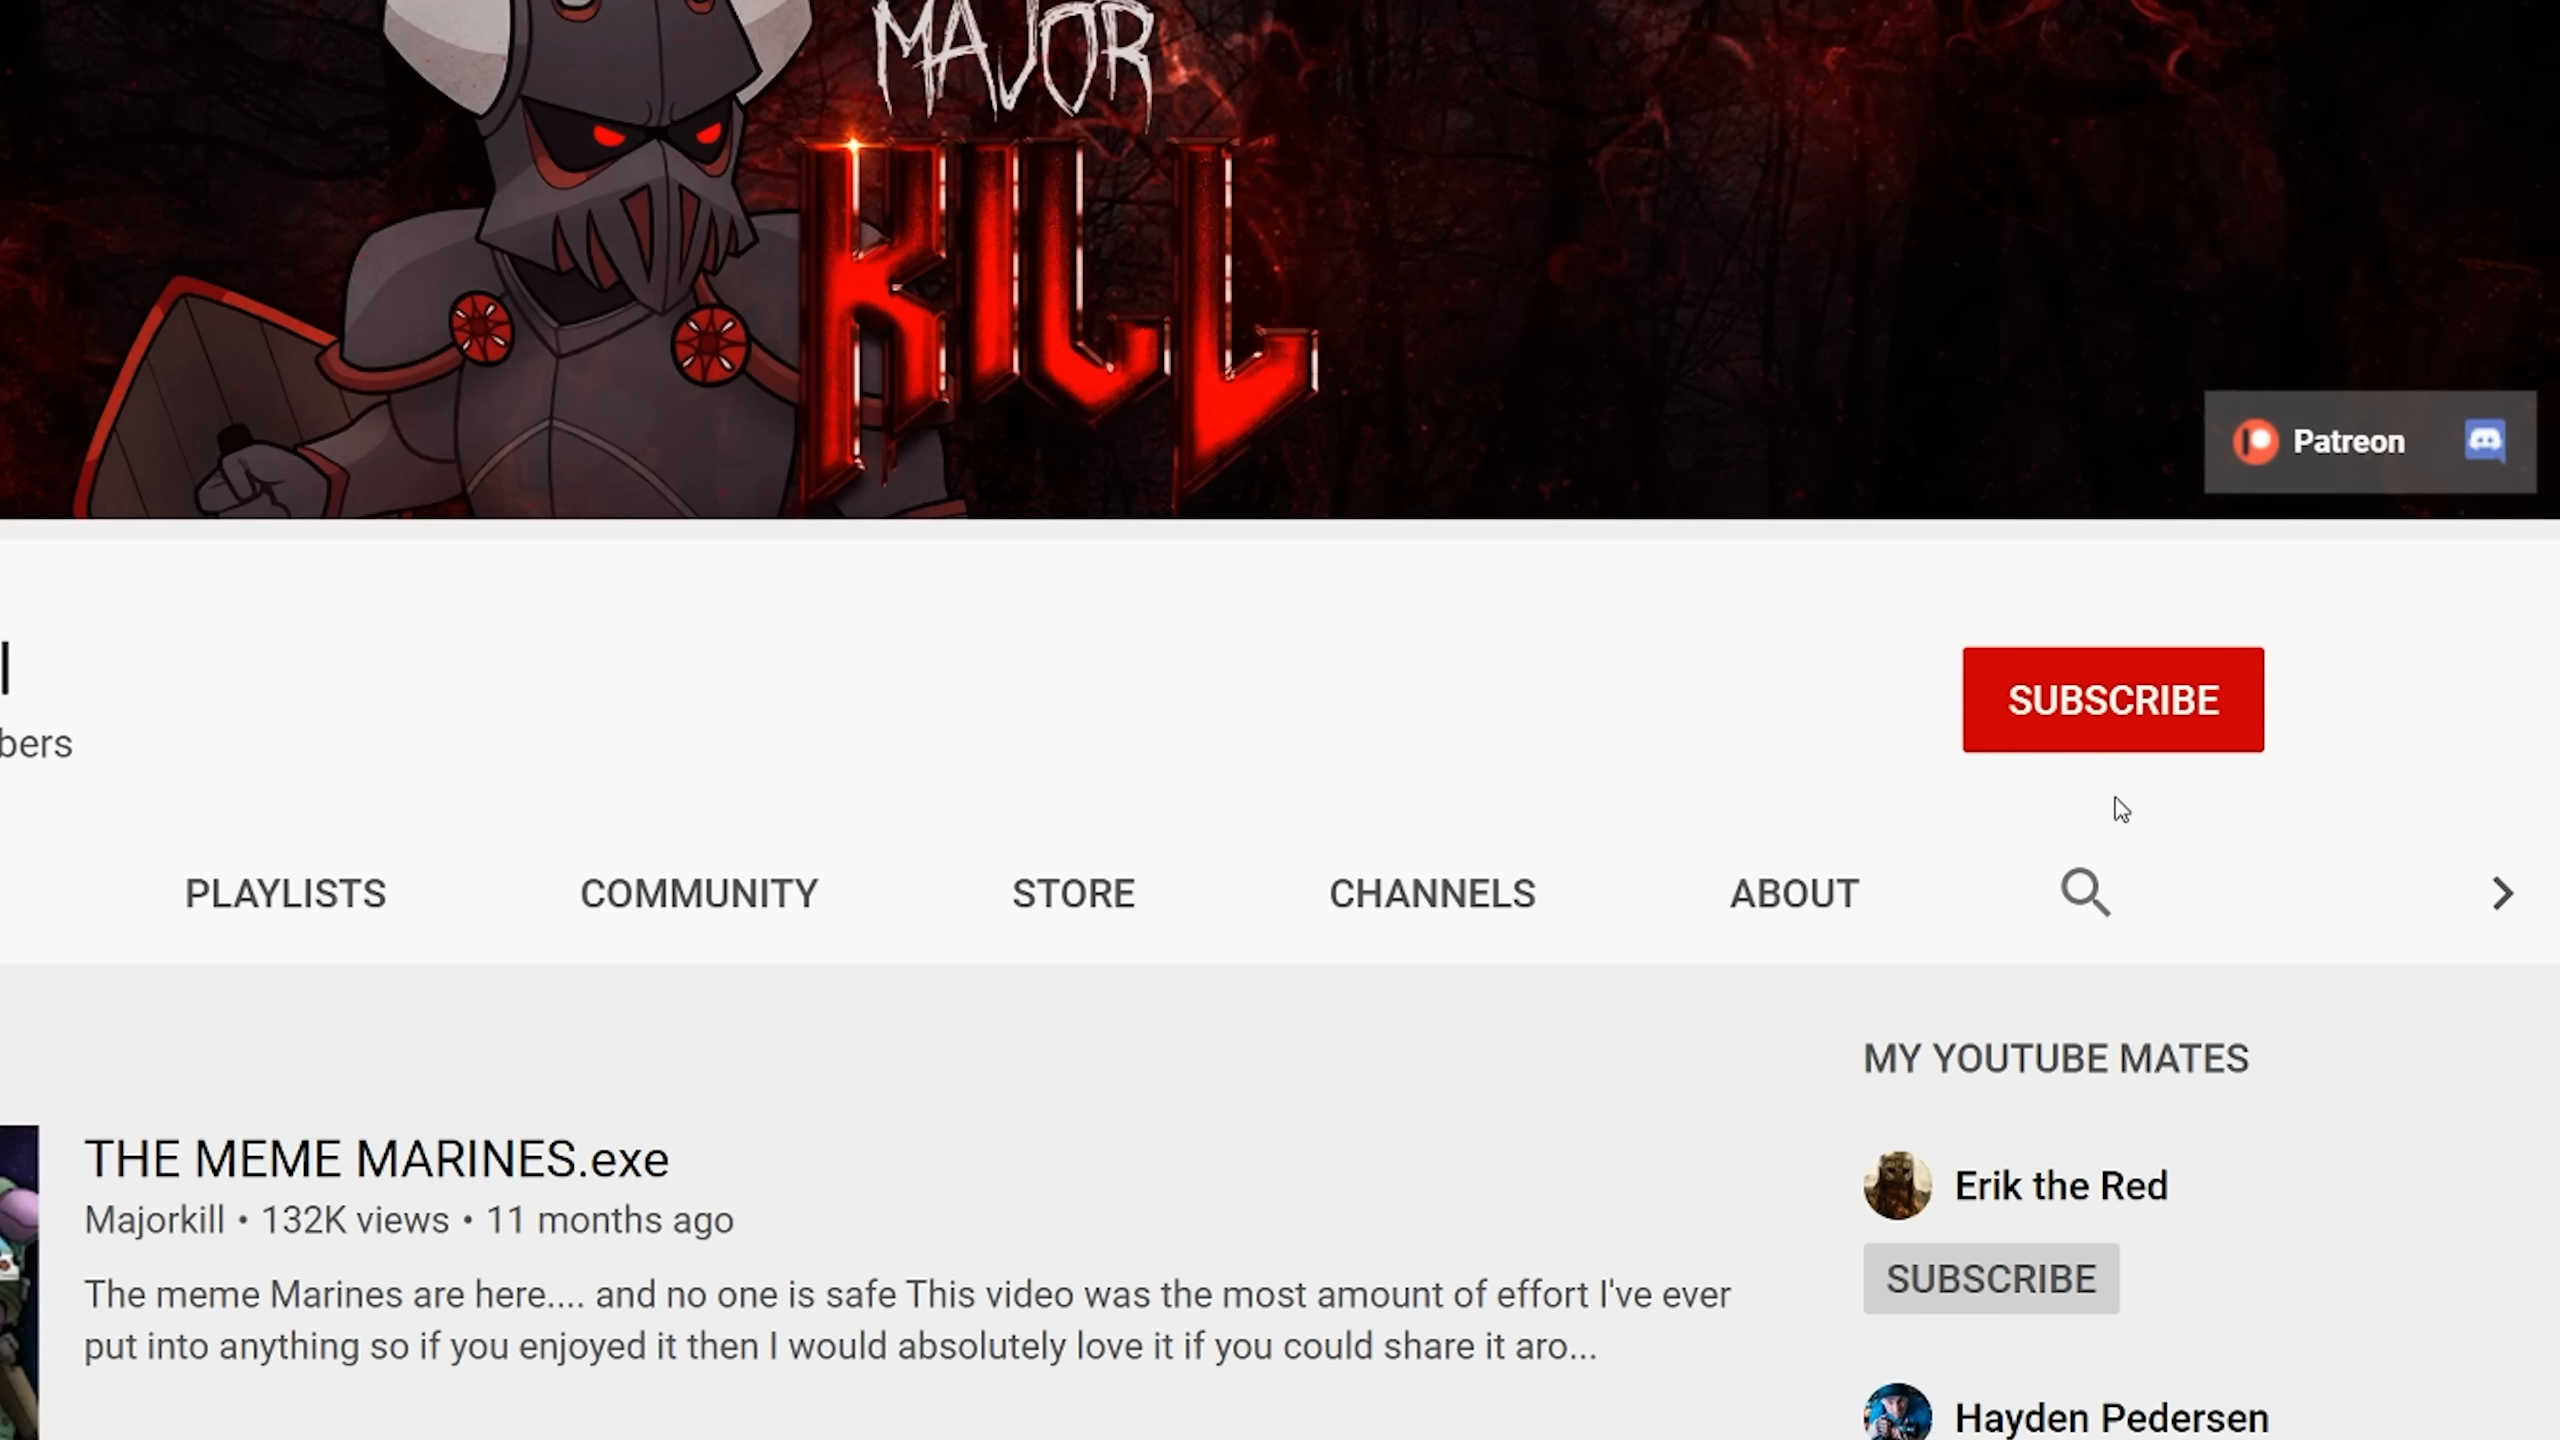 MAJOR
KILL
Patreon
l
bers
SUBSCRIBE
PLAYLISTS
COMMUNITY
STORE
CHANNELS
ABOUT
MY YOUTUBE MATES
THE MEME MARINES.exe
Majorkill • 132K views • 11 months ago
The meme Marines are here.... and no one is safe This video was the most amount of effort I've ever
put into anything so if you enjoyed it then I would absolutely love it if you could share it aro...
Erik the Red
SUBSCRIBE
Hayden Pedersen